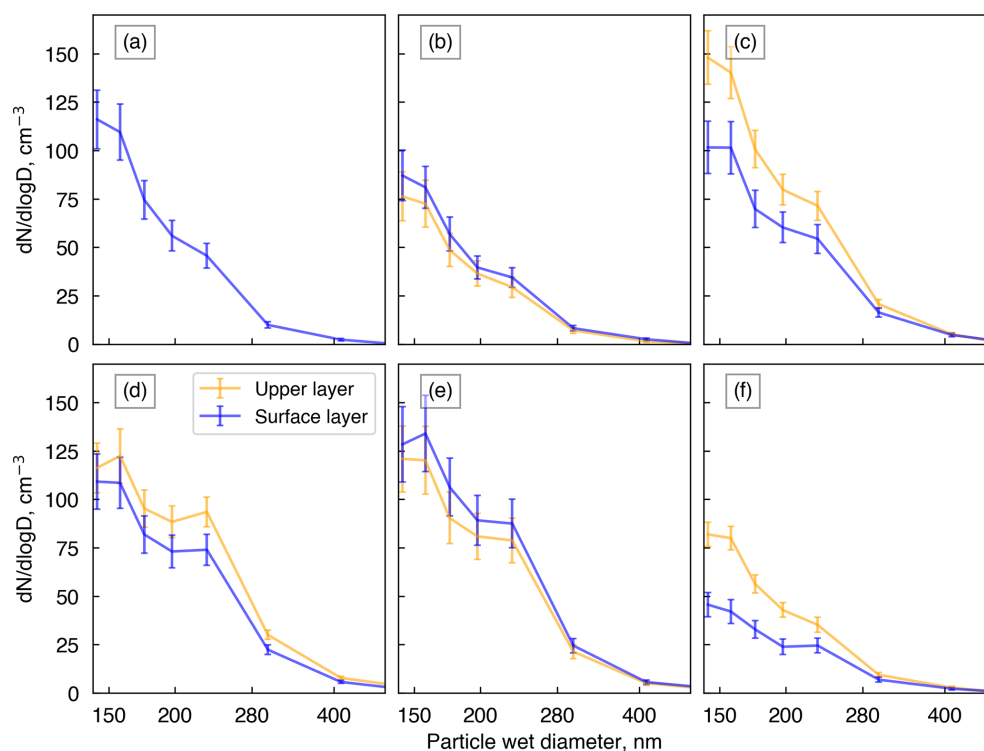 (a) (b) (c)
150
125
100
75
50
25
0
dN/dlogD, cm⁻³
(d) (e) (f)
Upper layer
Surface layer
150
125
100
75
50
25
0
dN/dlogD, cm⁻³
150 200 280 400 150 200 280 400 150 200 280 400
Particle wet diameter, nm